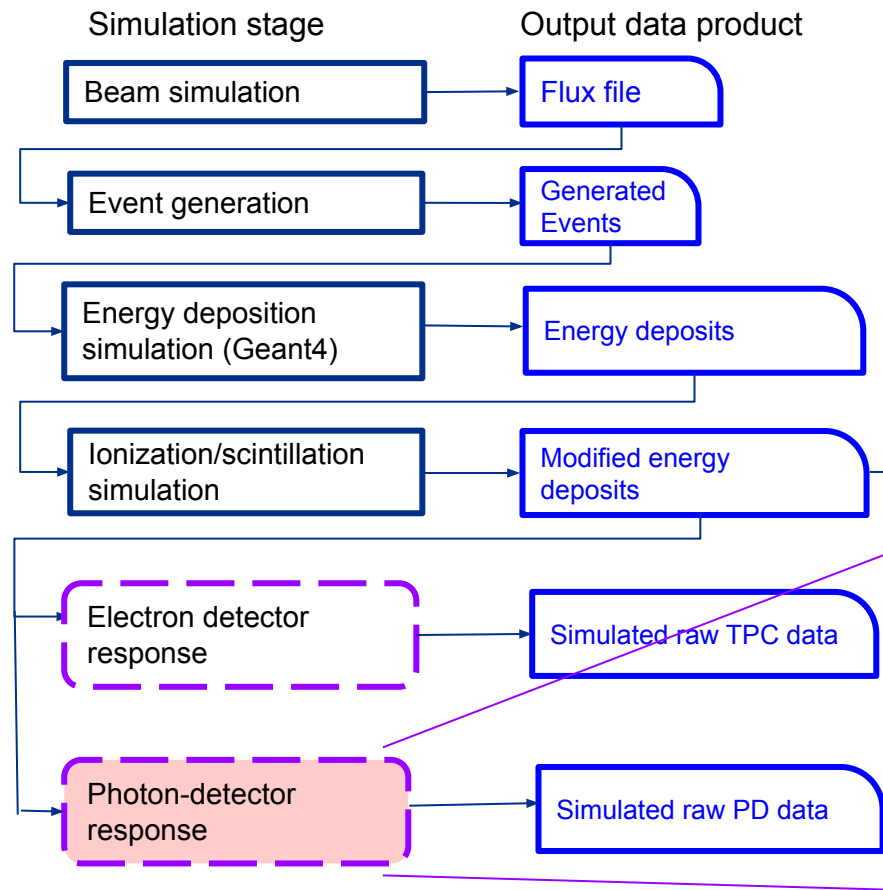 Simulation stage
Output data product
Beam simulation
Flux file
Event generation
Generated
Events
Energy deposition
simulation (Geant4)
Energy deposits
Ionization/scintillation
simulation
Modified energy
deposits
Electron detector
response
Simulated raw TPC data
Photon-detector
response
Simulated raw PD data